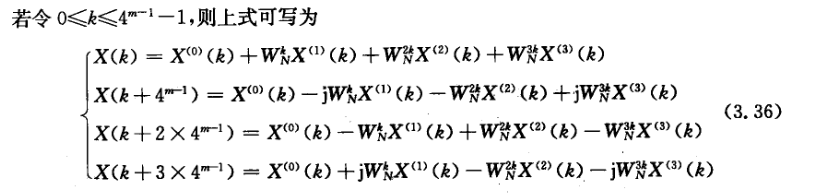 若令 0≤k≤4^{m-1}-1,则上式可写为
X(k) = X^{(0)}(k) + W_N^k X^{(1)}(k) + W_N^{2k} X^{(2)}(k) + W_N^{3k} X^{(3)}(k)
X(k+4^{m-1}) = X^{(0)}(k) - jW_N^k X^{(1)}(k) - W_N^{2k} X^{(2)}(k) + jW_N^{3k} X^{(3)}(k)
(3.36)
X(k+2×4^{m-1}) = X^{(0)}(k) - W_N^k X^{(1)}(k) + W_N^{2k} X^{(2)}(k) - W_N^{3k} X^{(3)}(k)
X(k+3×4^{m-1}) = X^{(0)}(k) + jW_N^k X^{(1)}(k) - W_N^{2k} X^{(2)}(k) - jW_N^{3k} X^{(3)}(k)